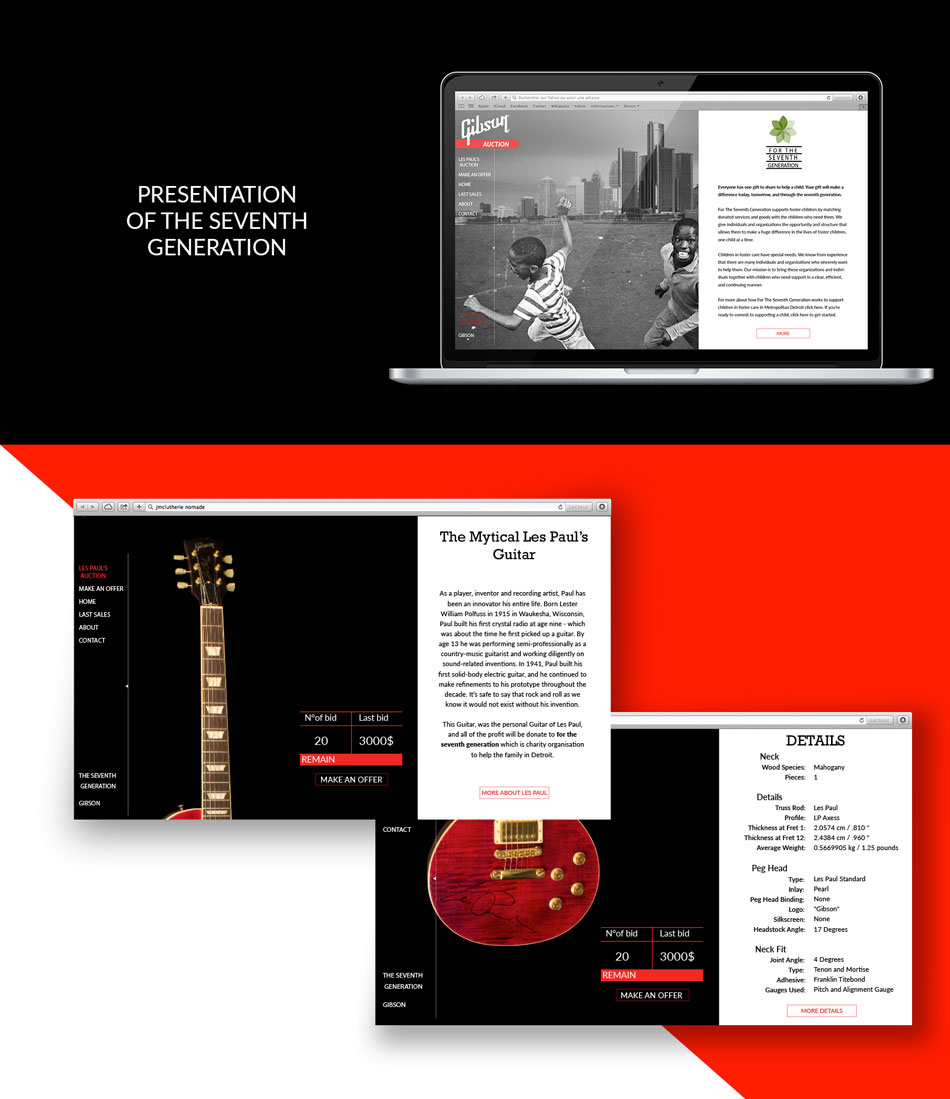 PRESENTATION
OF THE SEVENTH
GENERATION
Rechercher sur Yahoo ou saisir une adresse
Lecteur
Apple iCloud Facebook Twitter Wikipedia Yahoo Informations Divers
Gibson
AUCTION
LES PAUL'S
AUCTION
MAKE AN OFFER
HOME
LAST SALES
ABOUT
CONTACT
GIBSON
FOR THE
SEVENTH
GENERATION
Everyone has one gift to share to help a child. Your gift will make a
difference today, tomorrow, and through the seventh generation.
For The Seventh Generation supports foster children by matching
donated services and goods with the children who need them. We
give individuals and organizations the opportunity and structure that
allows them to make a huge difference in the lives of foster children,
one child at a time.
Children in foster care have special needs. We know from experience
that there are many individuals and organizations who sincerely want
to help them. Our mission is to bring these organizations and indivi-
duals together with children who need support in a clear, efficient,
and continuing manner.
For more about how For The Seventh Generation works to support
children in foster care in Metropolitan Detroit click here. If you're
ready to commit to supporting a child, click here to get started.
MORE
jmclutherie nomade
Lecteur
LES PAUL'S
AUCTION
MAKE AN OFFER
HOME
LAST SALES
ABOUT
CONTACT
THE SEVENTH
GENERATION
GIBSON
Gibson
N°of bid Last bid
20 3000$
REMAIN
MAKE AN OFFER
The Mytical Les Paul's
Guitar
As a player, inventor and recording artist, Paul has
been an innovator his entire life. Born Lester
William Polfuss in 1915 in Waukesha, Wisconsin,
Paul built his first crystal radio at age nine - which
was about the time he first picked up a guitar. By
age 13 he was performing semi-professionally as a
country-music guitarist and working diligently on
sound-related inventions. In 1941, Paul built his
first solid-body electric guitar, and he continued to
make refinements to his prototype throughout the
decade. It's safe to say that rock and roll as we
know it would not exist without his invention.
This Guitar, was the personal Guitar of Les Paul,
and all of the profit will be donate to for the
seventh generation which is charity organisation
to help the family in Detroit.
MORE ABOUT LES PAUL
Lecteur
CONTACT
THE SEVENTH
GENERATION
GIBSON
N°of bid Last bid
20 3000$
REMAIN
MAKE AN OFFER
DETAILS
Neck
Wood Species: Mahogany
Pieces: 1
Details
Truss Rod: Les Paul
Profile: LP Axess
Thickness at Fret 1: 2.0574 cm / .810 "
Thickness at Fret 12: 2.4384 cm / .960 "
Average Weight: 0.5669905 kg / 1.25 pounds
Peg Head
Type: Les Paul Standard
Inlay: Pearl
Peg Head Binding: None
Logo: "Gibson"
Silkscreen: None
Headstock Angle: 17 Degrees
Neck Fit
Joint Angle: 4 Degrees
Type: Tenon and Mortise
Adhesive: Franklin Titebond
Gauges Used: Pitch and Alignment Gauge
MORE DETAILS